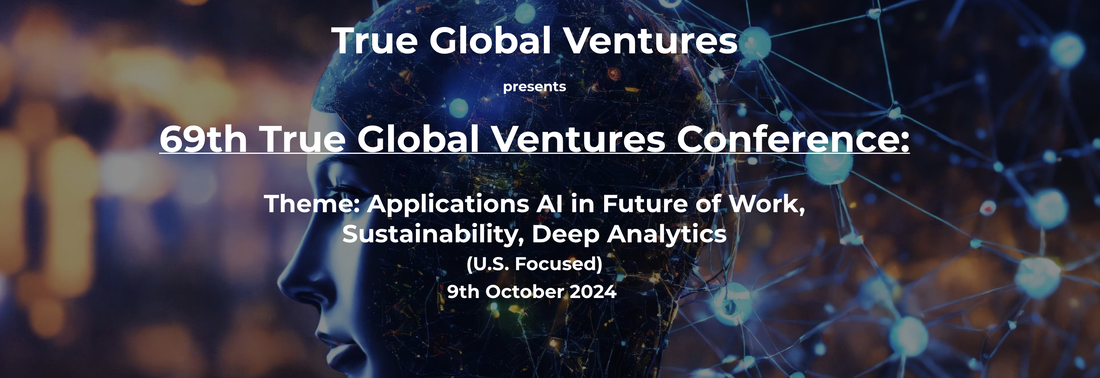 True Global Ventures
presents
69th True Global Ventures Conference:
Theme: Applications AI in Future of Work,
Sustainability, Deep Analytics
(U.S. Focused)
9th October 2024